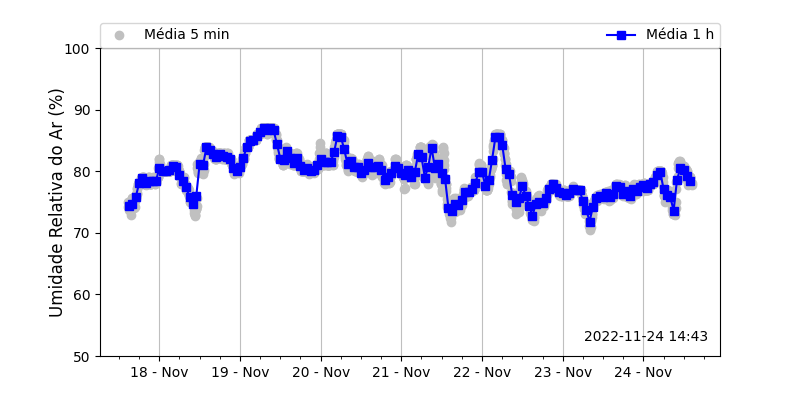 Média 5 min
Média 1 h
Umidade Relativa do Ar (%)
100
90
80
70
60
50
2022-11-24 14:43
18 - Nov
19 - Nov
20 - Nov
21 - Nov
22 - Nov
23 - Nov
24 - Nov